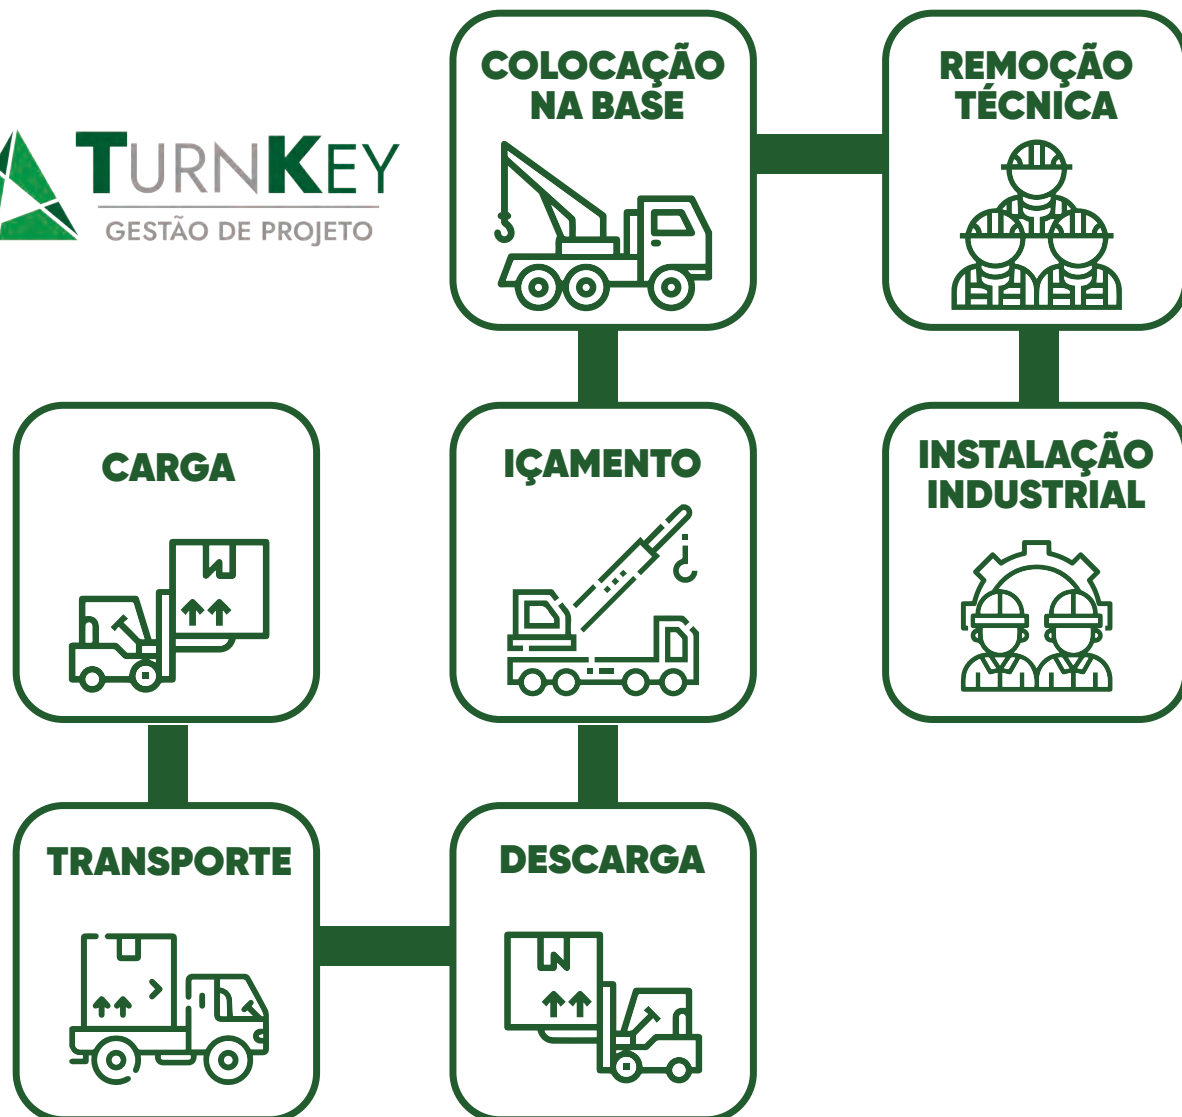 TURNKEY
GESTÃO DE PROJETO
COLOCAÇÃO
NA BASE
REMOÇÃO
TÉCNICA
CARGA
IÇAMENTO
INSTALAÇÃO
INDUSTRIAL
TRANSPORTE
DESCARGA